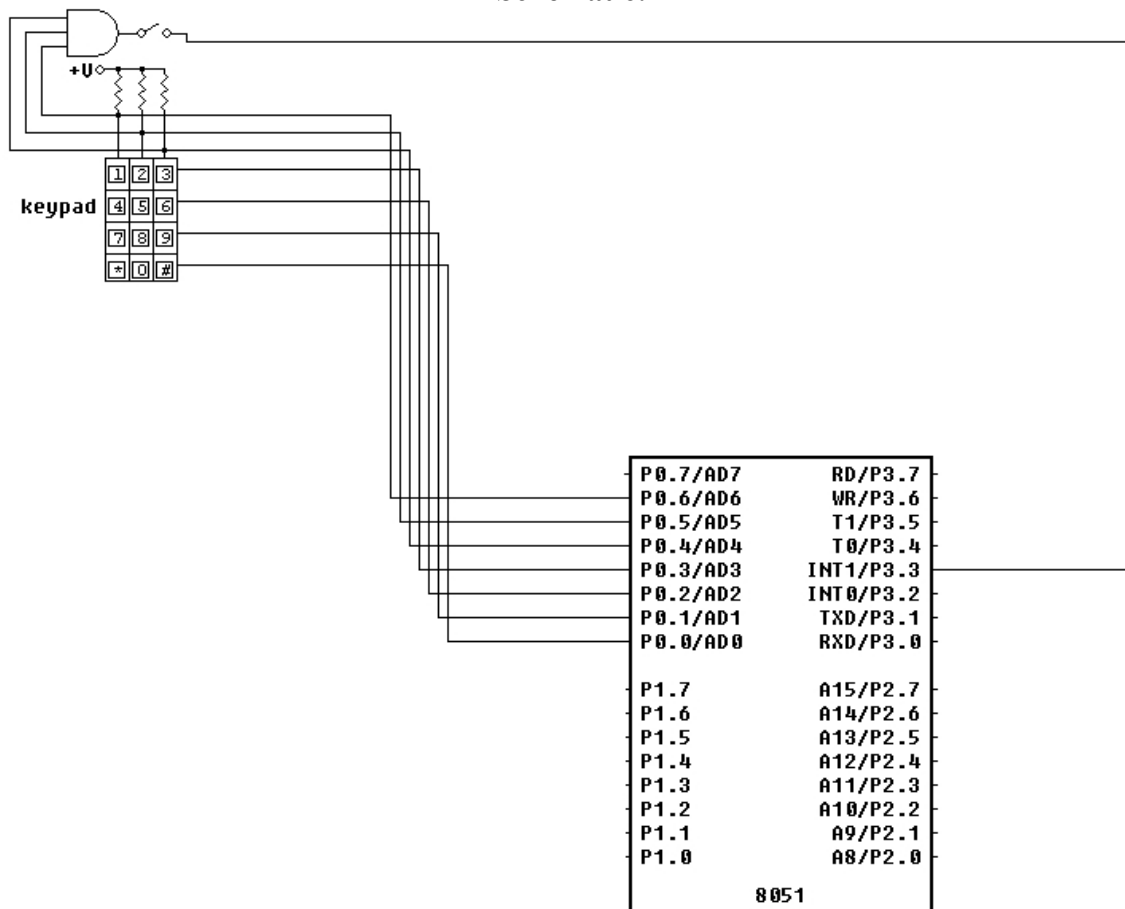 +U
1 2 3
keypad
4 5 6
7 8 9
* 0 #
P0.7/AD7 RD/P3.7
P0.6/AD6 WR/P3.6
P0.5/AD5 T1/P3.5
P0.4/AD4 T0/P3.4
P0.3/AD3 INT1/P3.3
P0.2/AD2 INT0/P3.2
P0.1/AD1 TXD/P3.1
P0.0/AD0 RXD/P3.0
P1.7 A15/P2.7
P1.6 A14/P2.6
P1.5 A13/P2.5
P1.4 A12/P2.4
P1.3 A11/P2.3
P1.2 A10/P2.2
P1.1 A9/P2.1
P1.0 A8/P2.0
8051